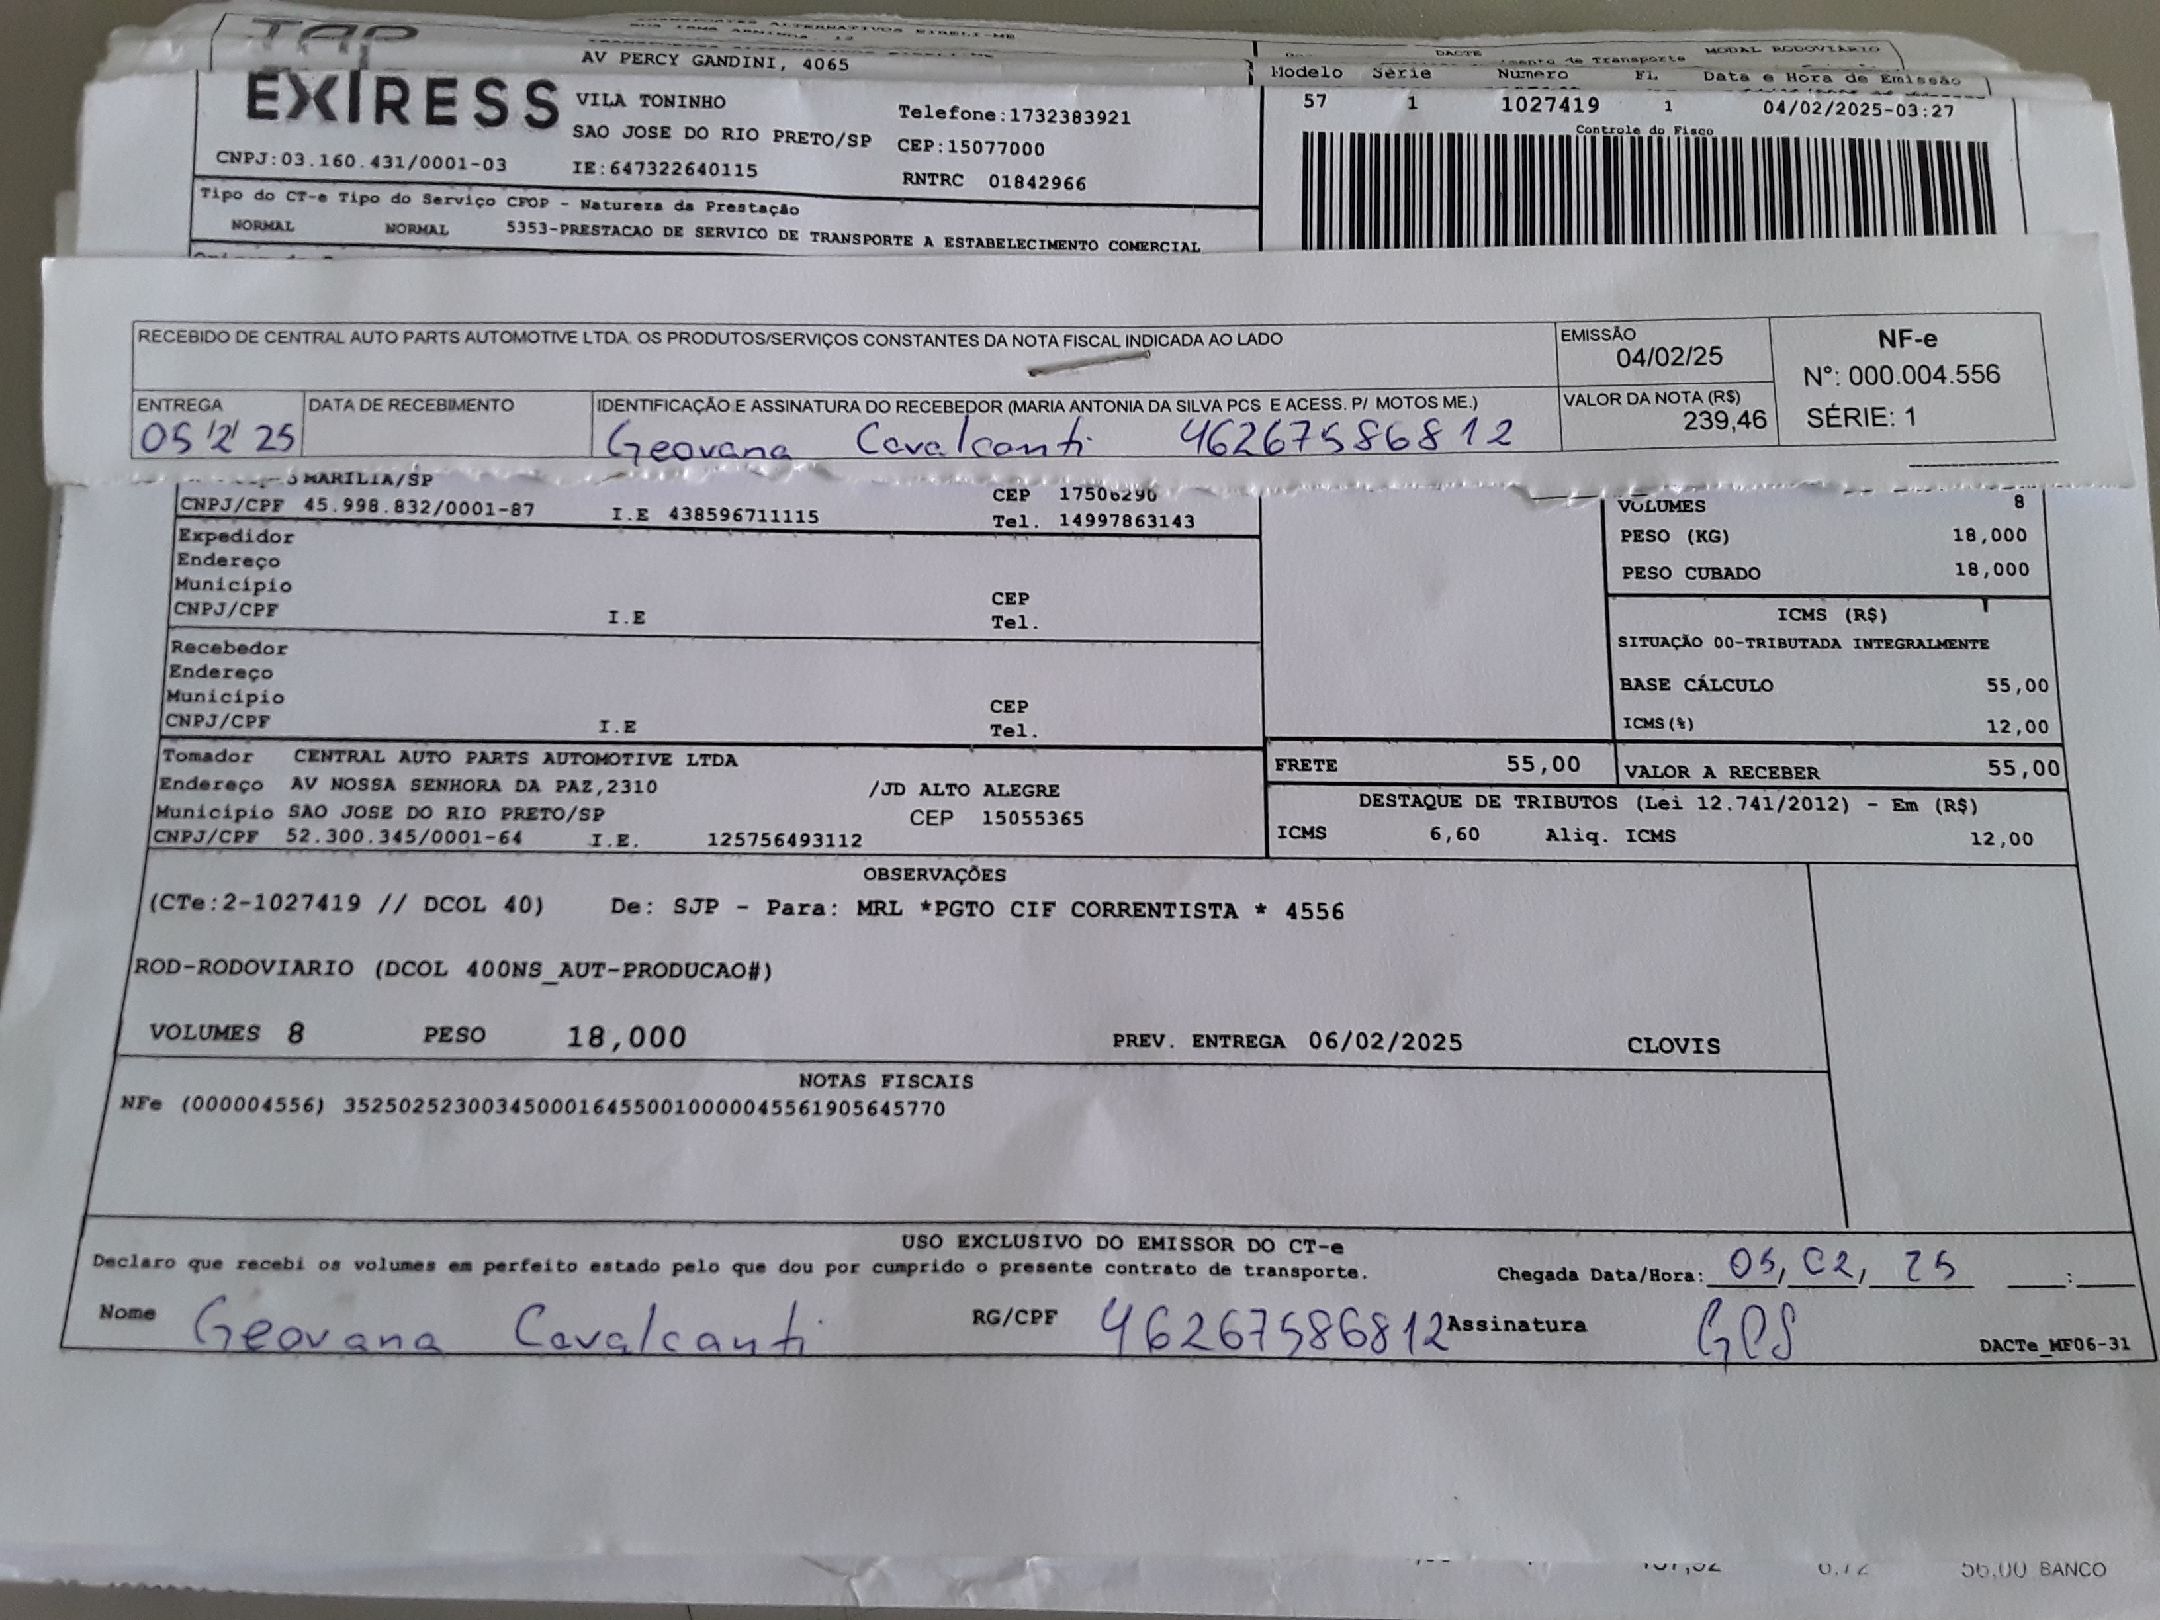 TAP
EXPRESS
CNPJ:03.160.431/0001-03
AV PERCY GANDINI, 4065
VILA TONINHO
SAO JOSE DO RIO PRETO/SP
IE:647322640115
Telefone:1732383921
CEP:15077000
RNTRC 01842966
DACTE
MODAL RODOVIÁRIO
Modelo Série Numero FL Data e Hora de Emissão
57 1 1027419 1 04/02/2025-03:27
Controle do Fisco
Tipo do CT-e Tipo do Serviço CFOP - Natureza da Prestação
NORMAL NORMAL 5353-PRESTACAO DE SERVICO DE TRANSPORTE A ESTABELECIMENTO COMERCIAL
RECEBIDO DE CENTRAL AUTO PARTS AUTOMOTIVE LTDA. OS PRODUTOS/SERVIÇOS CONSTANTES DA NOTA FISCAL INDICADA AO LADO
EMISSÃO
04/02/25
NF-e
Nº: 000.004.556
SÉRIE: 1
ENTREGA
05/2/25
DATA DE RECEBIMENTO
IDENTIFICAÇÃO E ASSINATURA DO RECEBEDOR (MARIA ANTONIA DA SILVA PCS E ACESS. P/ MOTOS ME.)
Geovana Cavalcanti 46267586812
VALOR DA NOTA (R$)
239,46
MARILIA/SP
CNPJ/CPF 45.998.832/0001-87 I.E 438596711115
CEP 17506290
Tel. 14997863143
Expedidor
Endereço
Município CEP
CNPJ/CPF I.E Tel.
Recebedor
Endereço
Município CEP
CNPJ/CPF I.E Tel.
Tomador CENTRAL AUTO PARTS AUTOMOTIVE LTDA
Endereço AV NOSSA SENHORA DA PAZ,2310 /JD ALTO ALEGRE
Município SAO JOSE DO RIO PRETO/SP CEP 15055365
CNPJ/CPF 52.300.345/0001-64 I.E. 125756493112
VOLUMES 8
PESO (KG) 18,000
PESO CUBADO 18,000
ICMS (R$)
SITUAÇÃO 00-TRIBUTADA INTEGRALMENTE
BASE CÁLCULO 55,00
ICMS(%) 12,00
FRETE 55,00 VALOR A RECEBER 55,00
DESTAQUE DE TRIBUTOS (Lei 12.741/2012) - Em (R$)
ICMS 6,60 Aliq. ICMS 12,00
OBSERVAÇÕES
(CTe:2-1027419 // DCOL 40) De: SJP - Para: MRL *PGTO CIF CORRENTISTA * 4556
ROD-RODOVIARIO (DCOL 400NS_AUT-PRODUCAO#)
VOLUMES 8 PESO 18,000 PREV. ENTREGA 06/02/2025 CLOVIS
NOTAS FISCAIS
NFe (000004556) 35250252300345000164550010000045561905645770
USO EXCLUSIVO DO EMISSOR DO CT-e
Declaro que recebi os volumes em perfeito estado pelo que dou por cumprido o presente contrato de transporte.
Chegada Data/Hora: 05, 02, 25 __:__
Nome Geovana Cavalcanti RG/CPF 46267586812 Assinatura GPS
DACTe_MF06-31
56,00 BANCO